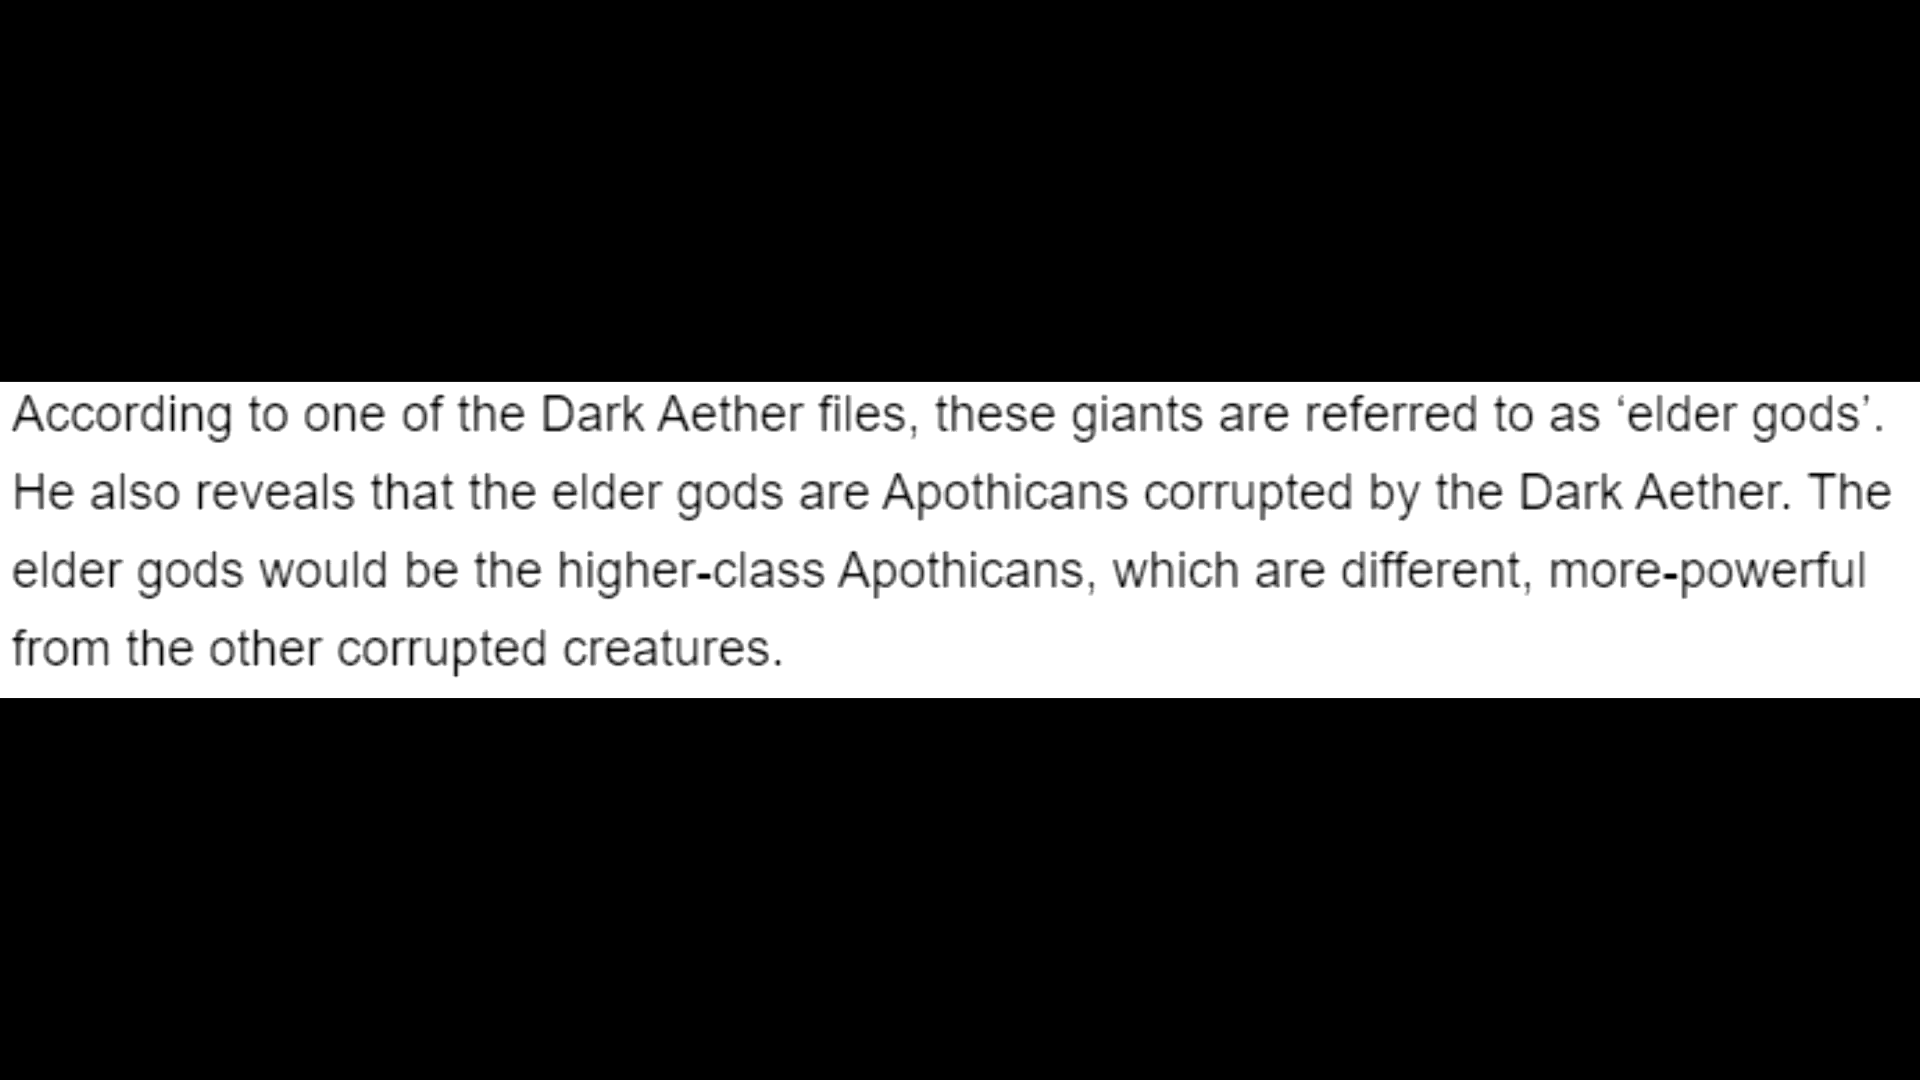 According to one of the Dark Aether files, these giants are referred to as ‘elder gods’.
He also reveals that the elder gods are Apothicans corrupted by the Dark Aether. The
elder gods would be the higher-class Apothicans, which are different, more-powerful
from the other corrupted creatures.